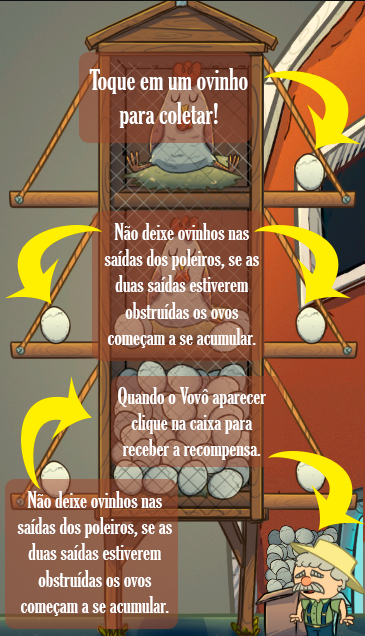 Toque em um ovinho
para coletar!
Não deixe ovinhos nas
saídas dos poleiros, se as
duas saídas estiverem
obstruídas os ovos
começam a se acumular.
Quando o Vovô aparecer
clique na caixa para
receber a recompensa.
Não deixe ovinhos nas
saídas dos poleiros, se as
duas saídas estiverem
obstruídas os ovos
começam a se acumular.